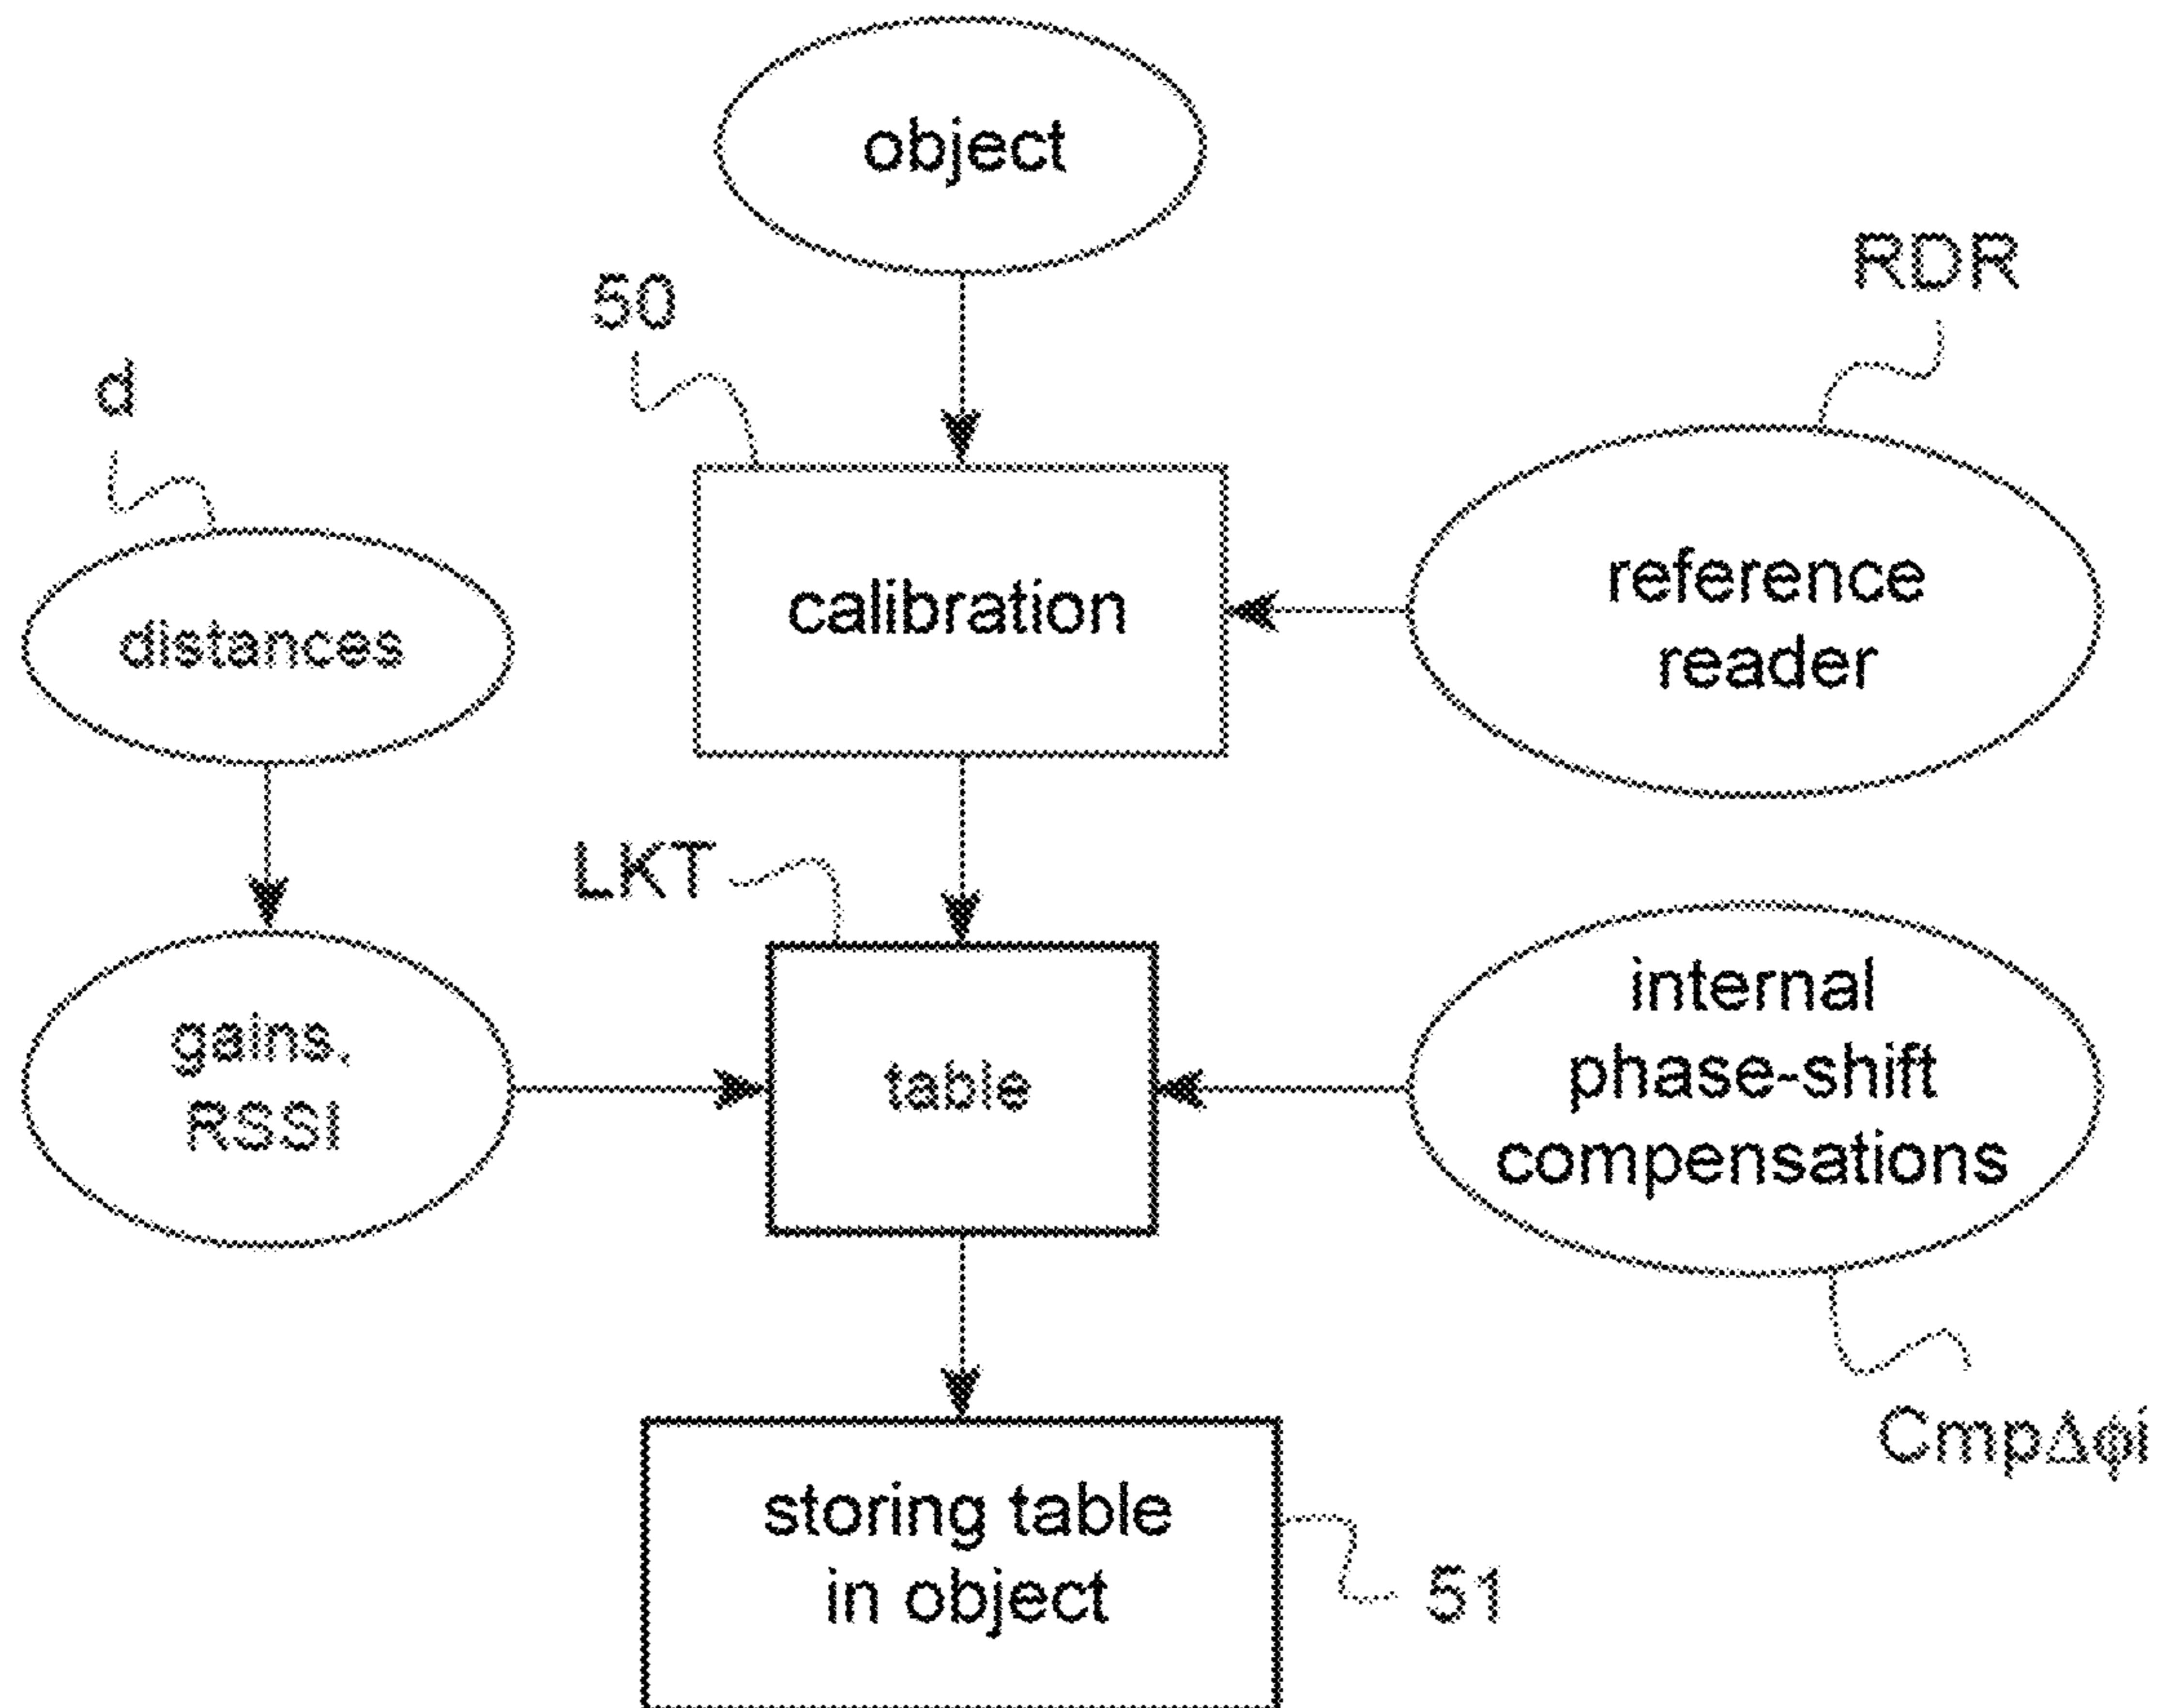 object
RDR
50
d
reference
reader
calibration
distances
LKT
internal
phase-shift
compensations
gains,
RSSI
table
CmpΔϕi
storing table
in object
51